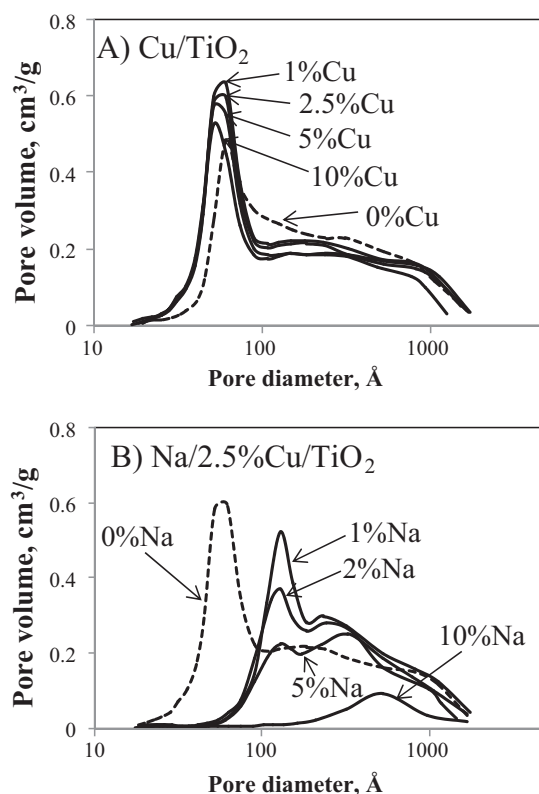 A) Cu/TiO₂
1%Cu
2.5%Cu
5%Cu
10%Cu
0%Cu
0.8
0.6
0.4
0.2
0
Pore volume, cm³/g
10
100
1000
Pore diameter, Å
B) Na/2.5%Cu/TiO₂
0%Na
1%Na
2%Na
10%Na
5%Na
0.8
0.6
0.4
0.2
0
Pore volume, cm³/g
10
100
1000
Pore diameter, Å